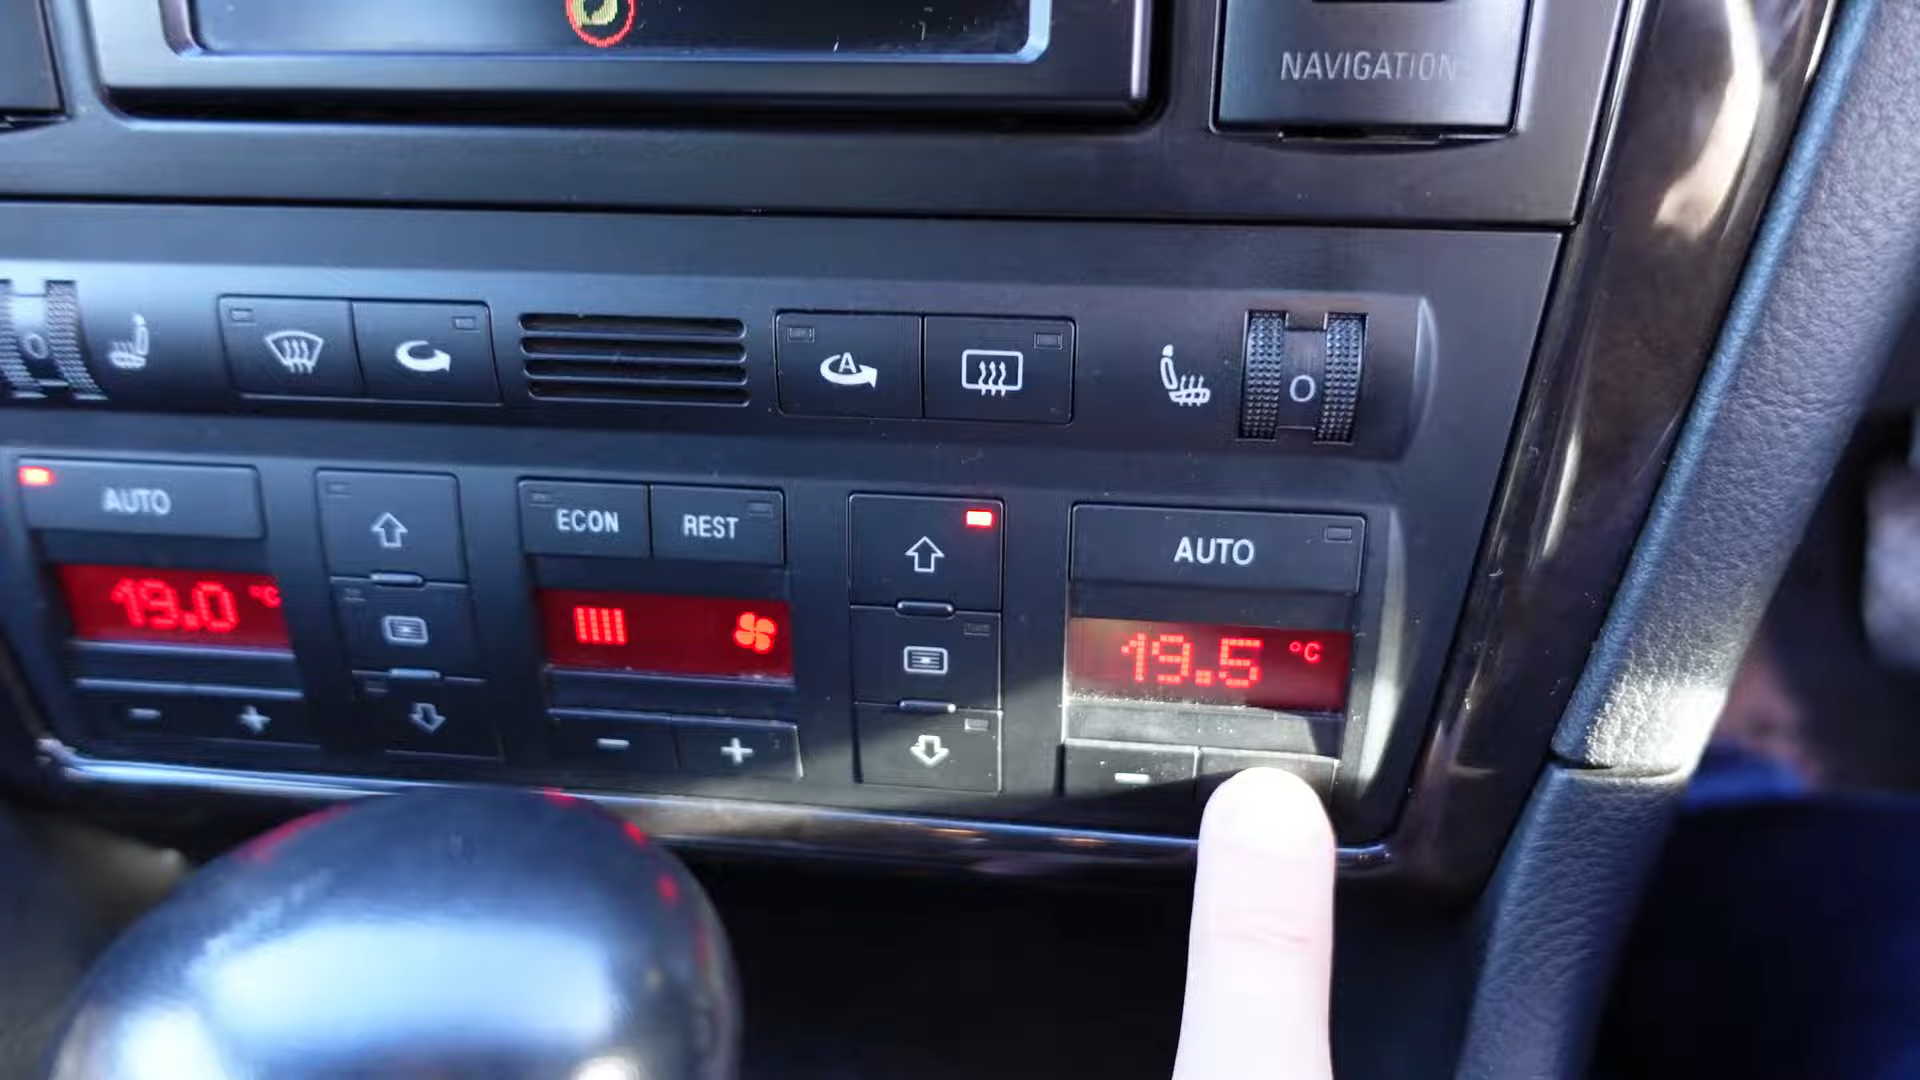 NAVIGATION
O
A
O
AUTO
ECON
REST
AUTO
19.0 °C
19.5 °C
- +
- +
-